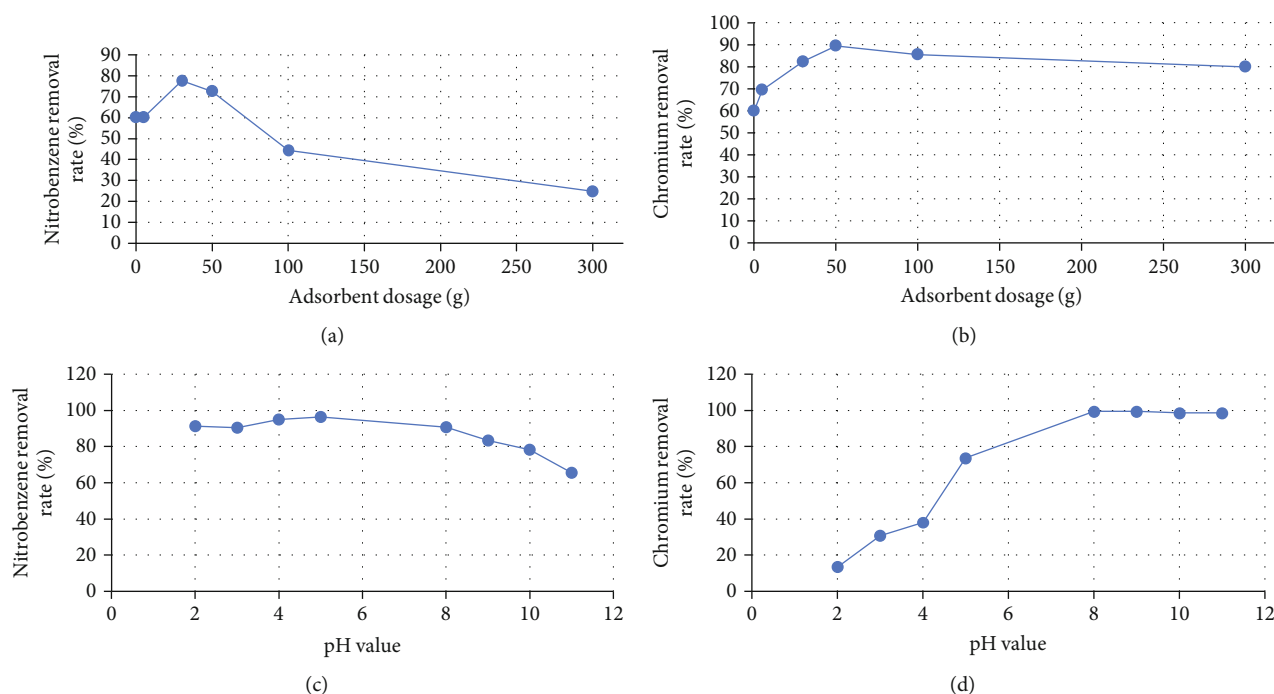 Nitrobenzene removal
rate (%)
90
80
70
60
50
40
30
20
10
0
0 50 100 150 200 250 300
Adsorbent dosage (g)
(a)
Chromium removal
rate (%)
100
90
80
70
60
50
40
30
20
10
0
0 50 100 150 200 250 300
Adsorbent dosage (g)
(b)
Nitrobenzene removal
rate (%)
120
100
80
60
40
20
0
0 2 4 6 8 10 12
pH value
(c)
Chromium removal
rate (%)
120
100
80
60
40
20
0
0 2 4 6 8 10 12
pH value
(d)